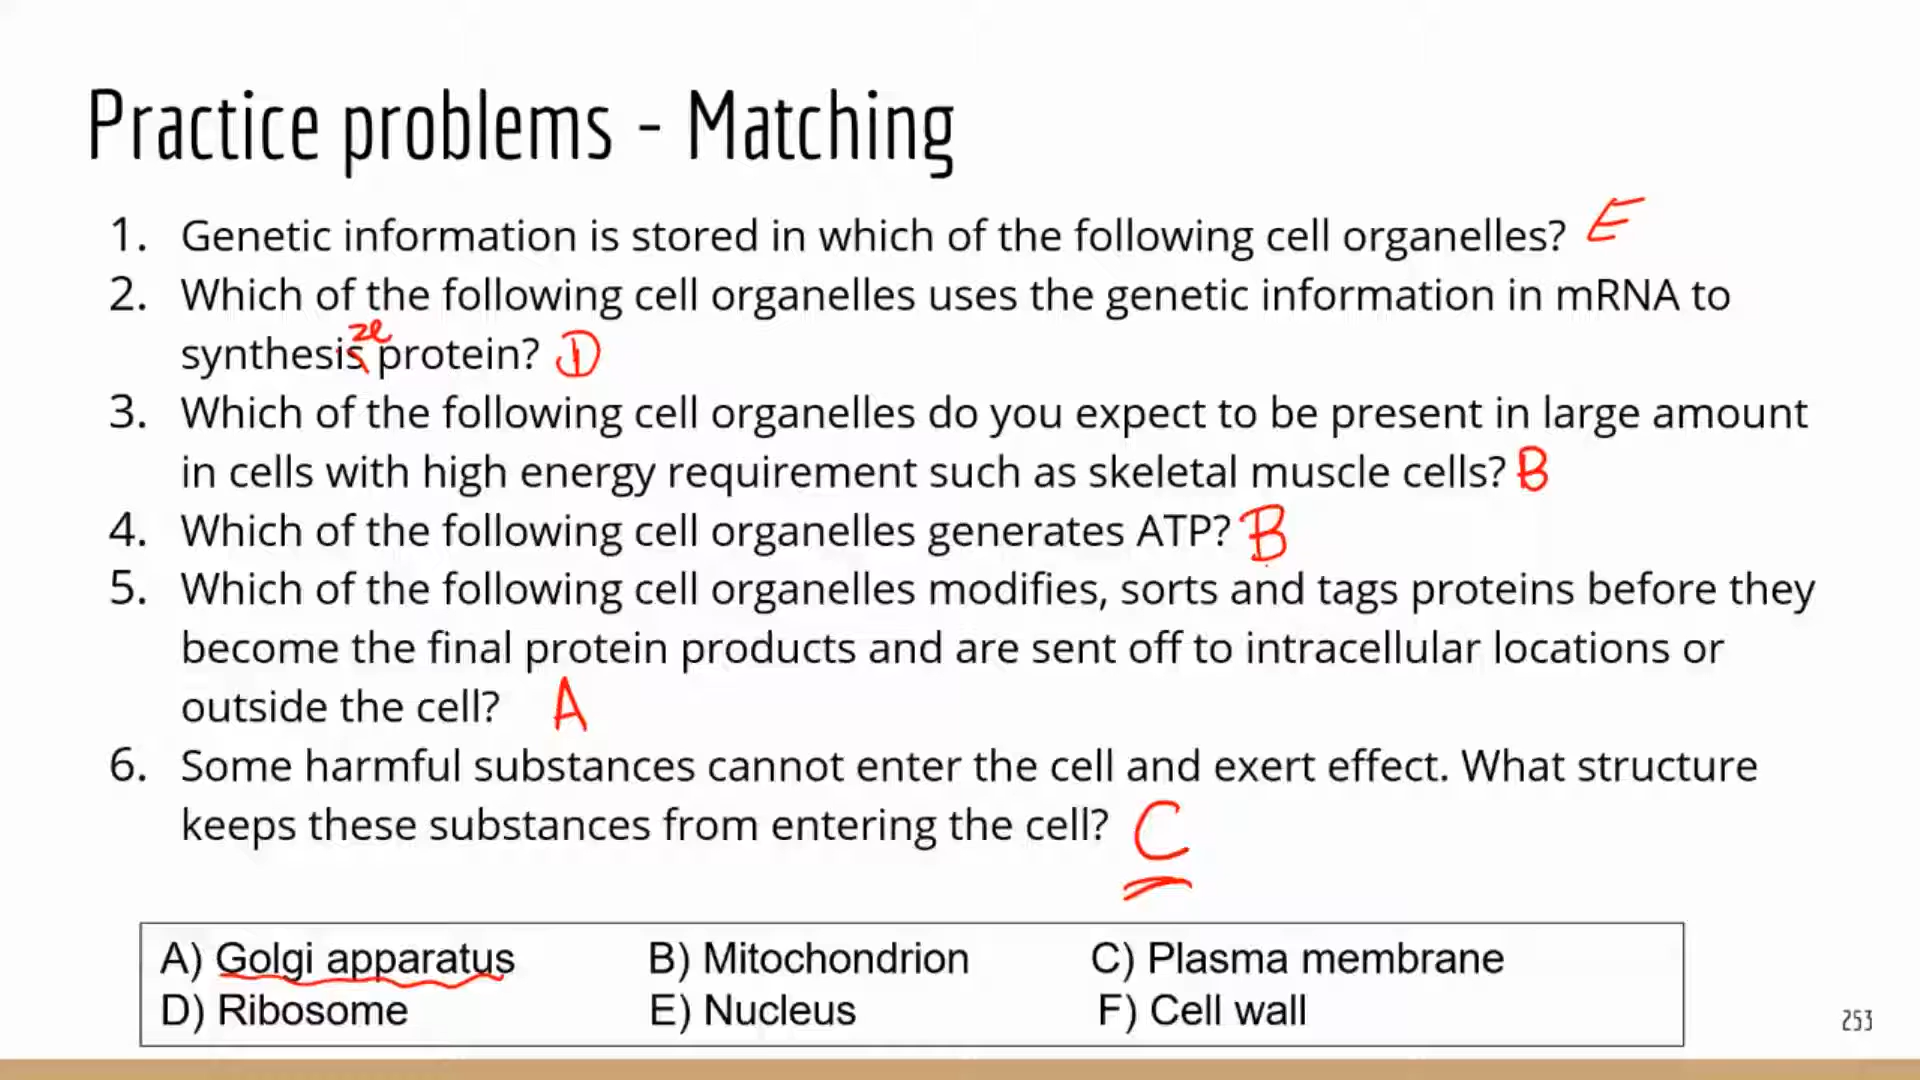 Practice problems - Matching
1. Genetic information is stored in which of the following cell organelles? E
2. Which of the following cell organelles uses the genetic information in mRNA to
ze
synthesis protein? D
3. Which of the following cell organelles do you expect to be present in large amount
in cells with high energy requirement such as skeletal muscle cells? B
4. Which of the following cell organelles generates ATP? B
5. Which of the following cell organelles modifies, sorts and tags proteins before they
become the final protein products and are sent off to intracellular locations or
outside the cell? A
6. Some harmful substances cannot enter the cell and exert effect. What structure
keeps these substances from entering the cell? C
A) Golgi apparatus B) Mitochondrion C) Plasma membrane
D) Ribosome E) Nucleus F) Cell wall
253